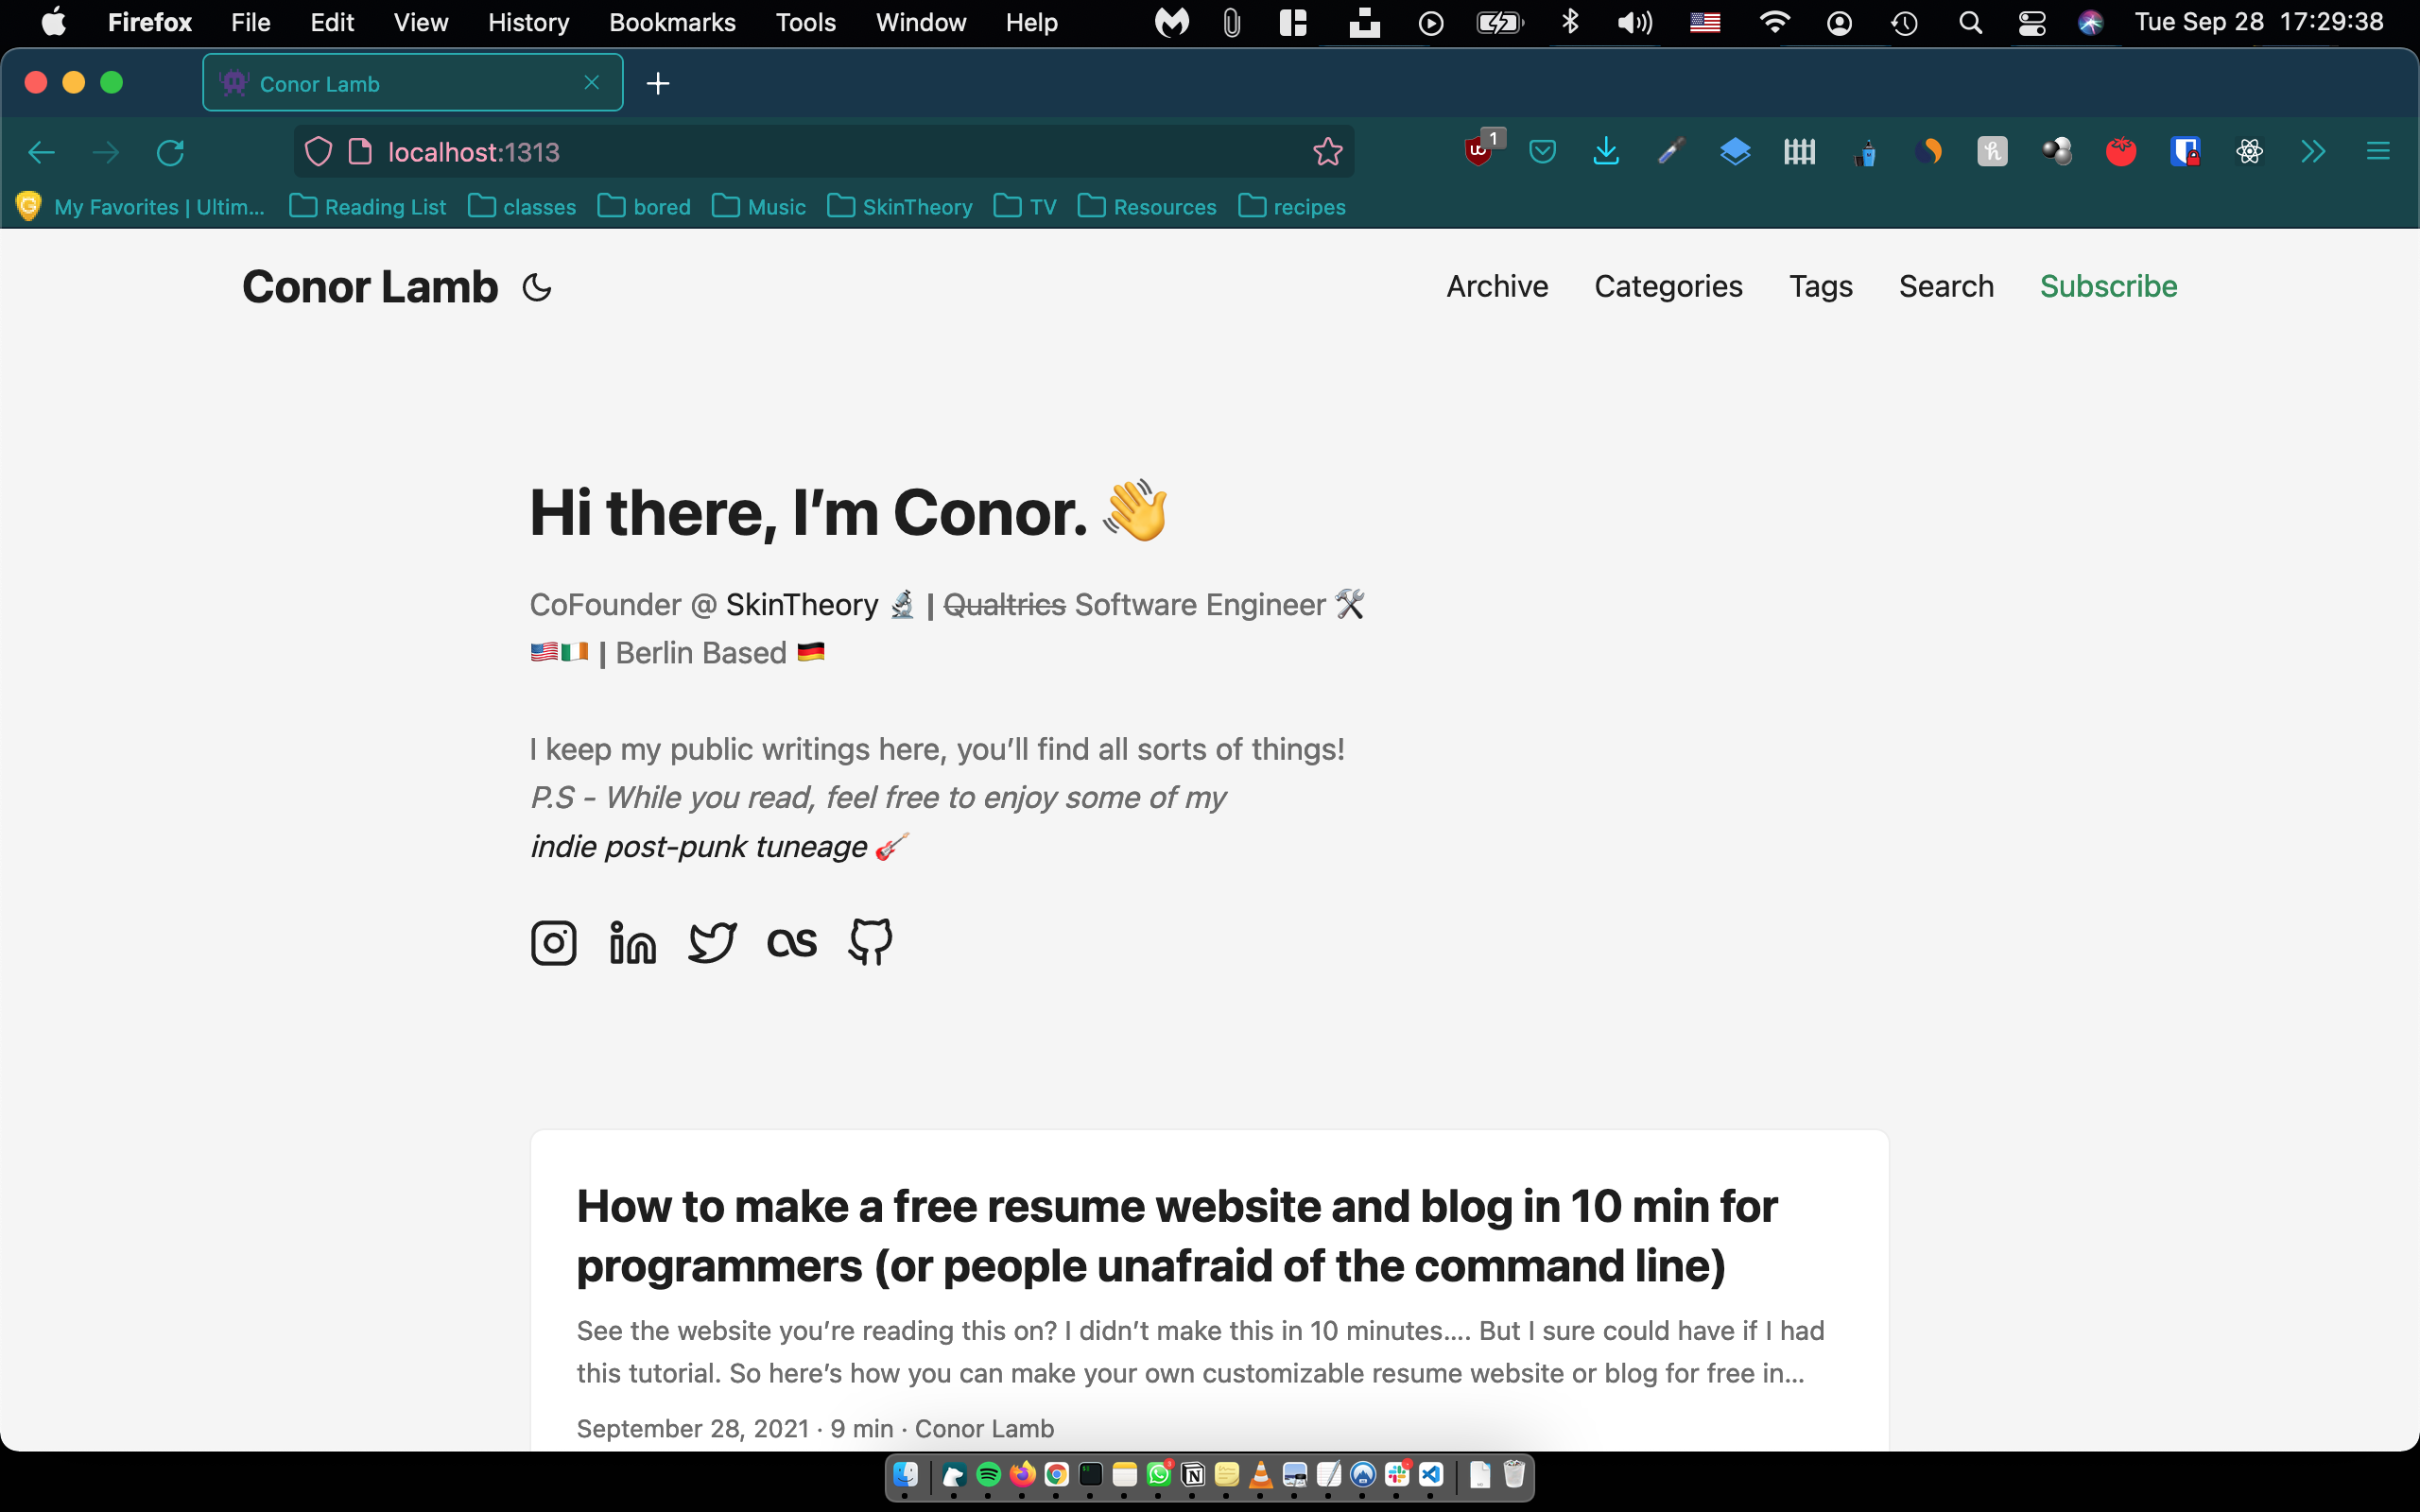 Firefox File Edit View History Bookmarks Tools Window Help Tue Sep 28 17:29:38
Conor Lamb
localhost:1313 1
My Favorites | Ultim... Reading List classes bored Music SkinTheory TV Resources recipes
Conor Lamb Archive Categories Tags Search Subscribe
Hi there, I’m Conor. 👋
CoFounder @ SkinTheory 🔬 | Qualtrics Software Engineer 🛠
🇺🇸🇮🇪 | Berlin Based 🇩🇪
I keep my public writings here, you’ll find all sorts of things!
P.S - While you read, feel free to enjoy some of my
indie post-punk tuneage 🎸
How to make a free resume website and blog in 10 min for
programmers (or people unafraid of the command line)
See the website you’re reading this on? I didn’t make this in 10 minutes.... But I sure could have if I had
this tutorial. So here’s how you can make your own customizable resume website or blog for free in...
September 28, 2021 · 9 min · Conor Lamb